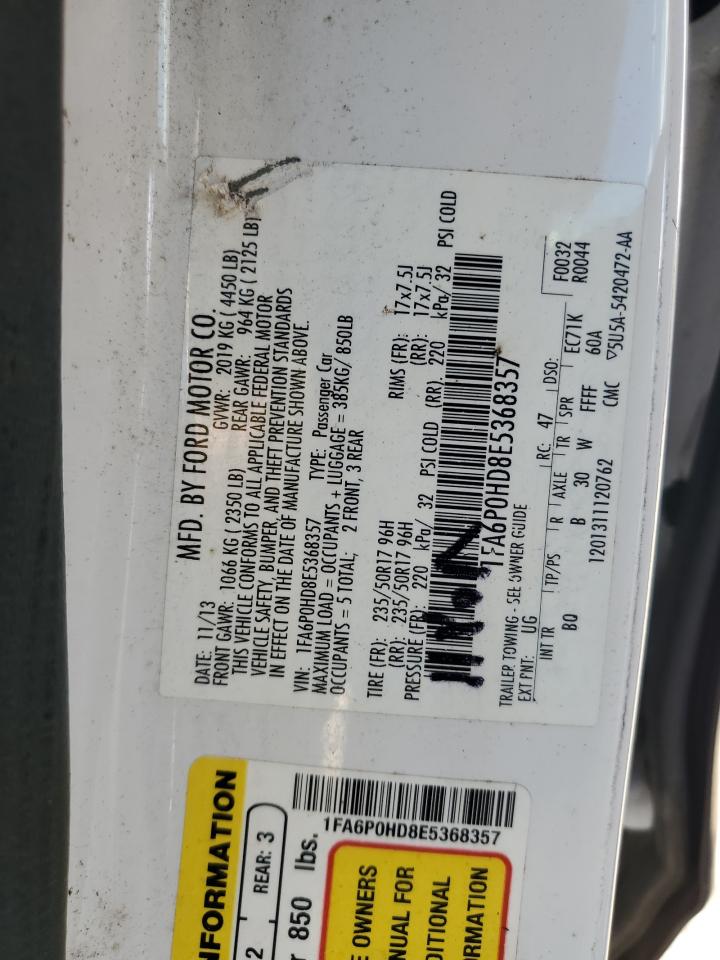 MFD. BY FORD MOTOR CO.
DATE: 11/13 GVWR: 2019 KG ( 4450 LB)
FRONT GAWR: 1066 KG ( 2350 LB) REAR GAWR: 964 KG ( 2125 LB)
THIS VEHICLE CONFORMS TO ALL APPLICABLE FEDERAL MOTOR
VEHICLE SAFETY, BUMPER, AND THEFT PREVENTION STANDARDS
IN EFFECT ON THE DATE OF MANUFACTURE SHOWN ABOVE.
VIN: 1FA6P0HD8E5368357 TYPE: Passenger Car
MAXIMUM LOAD = OCCUPANTS + LUGGAGE = 385KG/ 850LB
OCCUPANTS = 5 TOTAL; 2 FRONT, 3 REAR
TIRE (FR): 235/50R17 96H RIMS (FR): 17x7.5J
(RR): 235/50R17 96H (RR): 17x7.5J
PRESSURE (FR): 220 kPa/ 32 PSI COLD (RR): 220 kPa/ 32 PSI COLD
1FA6P0HD8E5368357
TRAILER TOWING - SEE OWNER GUIDE
EXT PNT: UG RC: 47 DSO: F0032
R0044
INT TR TP/PS R AXLE TR SPR EC71K
BO B 30 W FFFF 60A
1201311120762 CMC ▽5U5A-5420472-AA
NFORMATION
2 REAR: 3
r 850 lbs.
1FA6P0HD8E5368357
E OWNERS
NUAL FOR
DITIONAL
RMATION